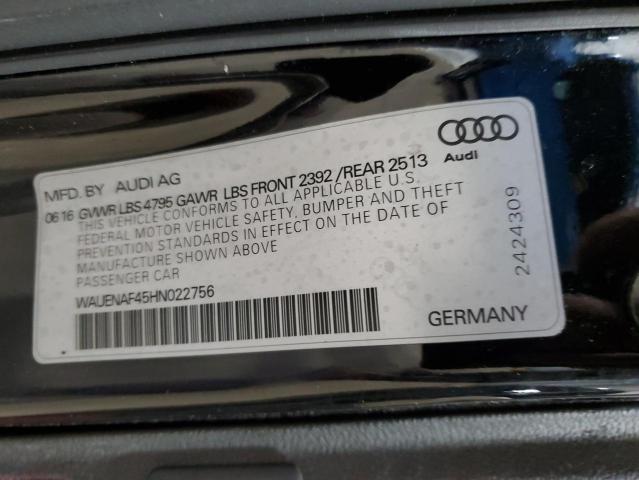 MFD. BY AUDI AG
Audi
06 16 GVWR LBS 4795 GAWR LBS FRONT 2392 /REAR 2513
THIS VEHICLE CONFORMS TO ALL APPLICABLE U.S.
FEDERAL MOTOR VEHICLE SAFETY, BUMPER AND THEFT
PREVENTION STANDARDS IN EFFECT ON THE DATE OF
MANUFACTURE SHOWN ABOVE
PASSENGER CAR
WAUENAF45HN022756
2424309
GERMANY